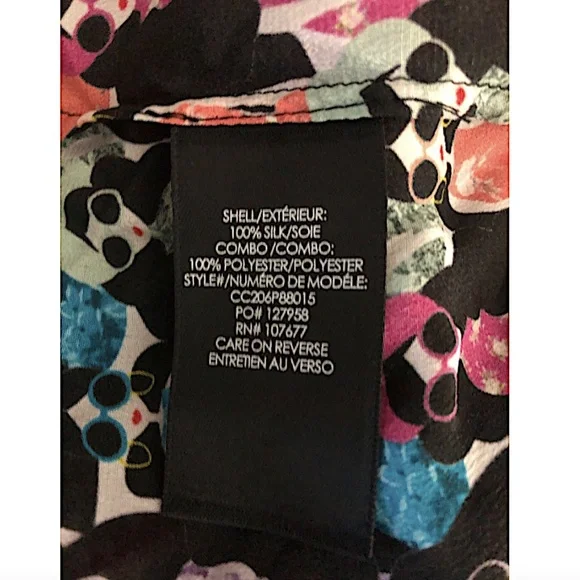 SHELL/EXTÉRIEUR:
100% SILK/SOIE
COMBO /COMBO:
100% POLYESTER/POLYESTER
STYLE#/NUMÉRO DE MODÉLE:
CC206P88015
PO# 127958
RN# 107677
CARE ON REVERSE
ENTRETIEN AU VERSO